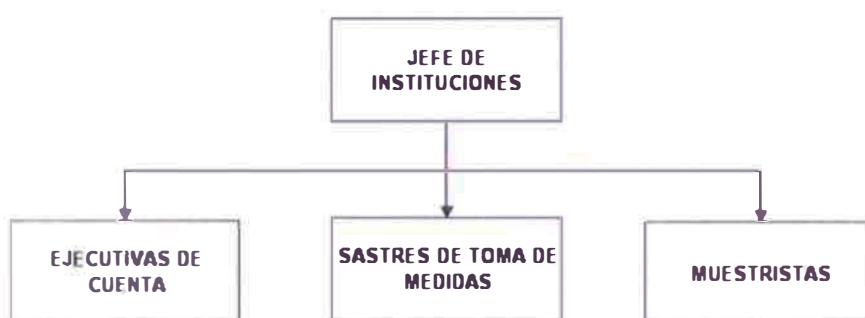 JEFE DE
INSTITUCIONES
EJECUTIVAS DE
CUENTA
SASTRES DE TOMA DE
MEDIDAS
MUESTRISTAS